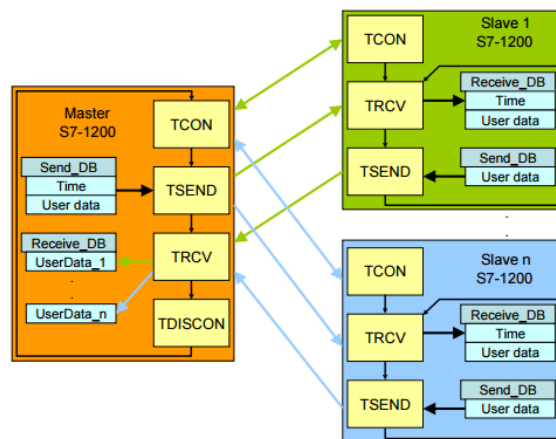 Master
S7-1200
TCON
Send_DB
Time
User data
TSEND
Receive_DB
UserData_1
.
.
UserData_n
TRCV
TDISCON
Slave 1
S7-1200
TCON
TRCV
Receive_DB
Time
User data
TSEND
Send_DB
User data
.
.
Slave n
S7-1200
TCON
TRCV
Receive_DB
Time
User data
TSEND
Send_DB
User data